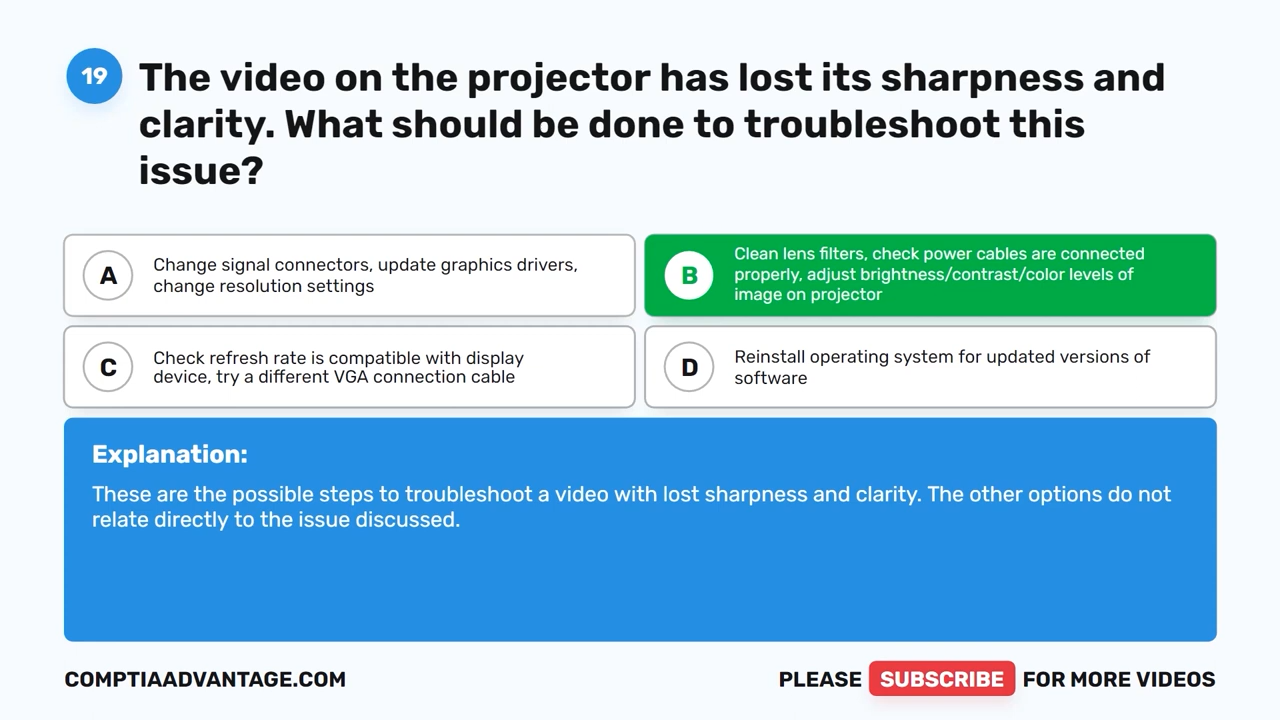 19
The video on the projector has lost its sharpness and
clarity. What should be done to troubleshoot this
issue?
A
Change signal connectors, update graphics drivers,
change resolution settings
B
Clean lens filters, check power cables are connected
properly, adjust brightness/contrast/color levels of
image on projector
C
Check refresh rate is compatible with display
device, try a different VGA connection cable
D
Reinstall operating system for updated versions of
software
Explanation:
These are the possible steps to troubleshoot a video with lost sharpness and clarity. The other options do not
relate directly to the issue discussed.
COMPTIAADVANTAGE.COM
PLEASE SUBSCRIBE FOR MORE VIDEOS